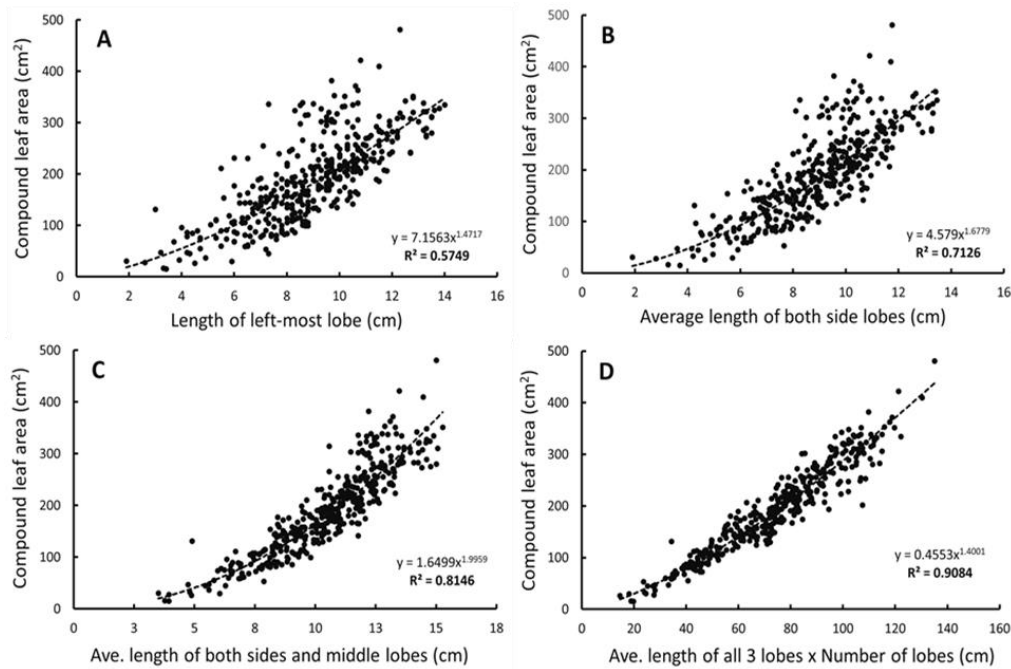 A
Compound leaf area (cm²)
500
400
300
200
100
0
y = 7.1563x^1.4717
R² = 0.5749
0 2 4 6 8 10 12 14 16
Length of left-most lobe (cm)
B
Compound leaf area (cm²)
500
400
300
200
100
0
y = 4.579x^1.6779
R² = 0.7126
0 2 4 6 8 10 12 14 16
Average length of both side lobes (cm)
C
Compound leaf area (cm²)
500
400
300
200
100
0
y = 1.6499x^1.9959
R² = 0.8146
0 3 5 8 10 13 15 18
Ave. length of both sides and middle lobes (cm)
D
Compound leaf area (cm²)
500
400
300
200
100
0
y = 0.4553x^1.4001
R² = 0.9084
0 20 40 60 80 100 120 140 160
Ave. length of all 3 lobes x Number of lobes (cm)